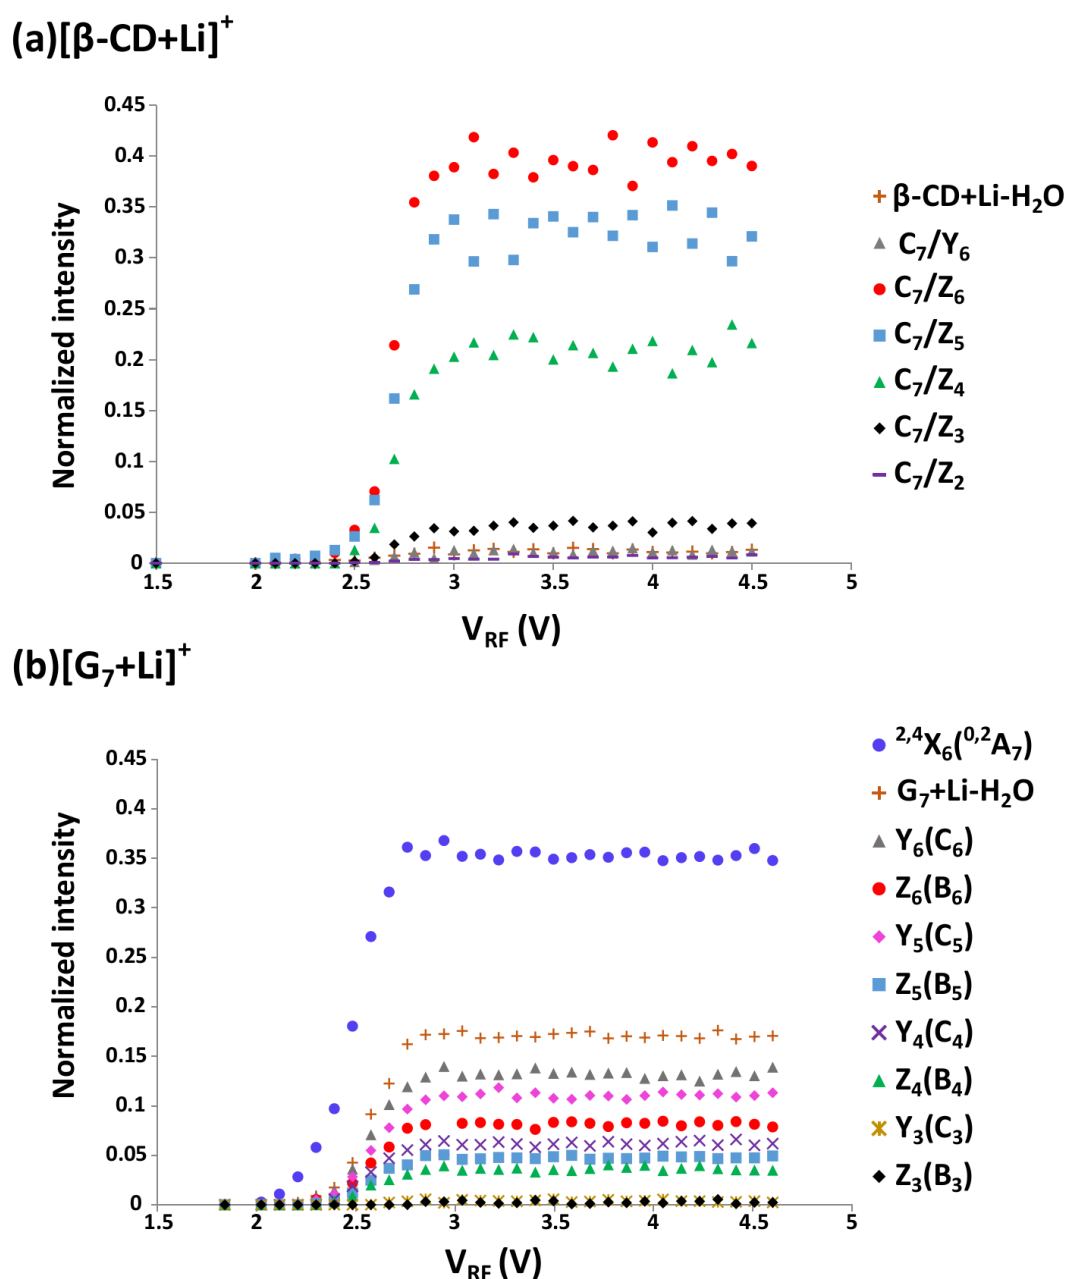 (a)[β-CD+Li]⁺
0.45
0.4
0.35
0.3
0.25
0.2
0.15
0.1
0.05
0
Normalized intensity
1.5 2 2.5 3 3.5 4 4.5 5
V_RF (V)
β-CD+Li-H₂O
C₇/Y₆
C₇/Z₆
C₇/Z₅
C₇/Z₄
C₇/Z₃
C₇/Z₂
(b)[G₇+Li]⁺
0.45
0.4
0.35
0.3
0.25
0.2
0.15
0.1
0.05
0
Normalized intensity
1.5 2 2.5 3 3.5 4 4.5 5
V_RF (V)
²,⁴X₆(⁰,²A₇)
G₇+Li-H₂O
Y₆(C₆)
Z₆(B₆)
Y₅(C₅)
Z₅(B₅)
Y₄(C₄)
Z₄(B₄)
Y₃(C₃)
Z₃(B₃)